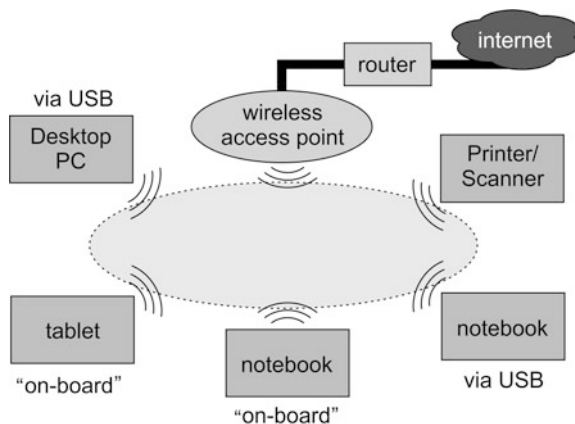 internet
router
via USB
wireless
access point
Desktop
PC
Printer/
Scanner
tablet
notebook
notebook
"on-board"
via USB
"on-board"